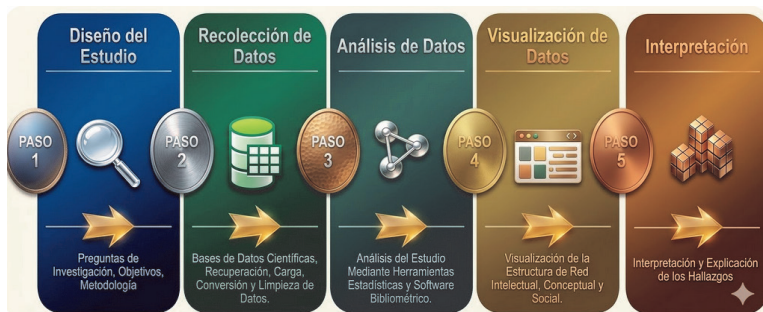 Diseño del
Estudio
PASO
1
Preguntas de
Investigación, Objetivos,
Metodología
Recolección de
Datos
PASO
2
Bases de Datos Científicas,
Recuperación, Carga,
Conversión y Limpieza de
Datos.
Análisis de Datos
PASO
3
Análisis del Estudio
Mediante Herramientas
Estadísticas y Software
Bibliométrico.
Visualización de
Datos
PASO
4
Visualización de la
Estructura de Red
Intelectual, Conceptual y
Social.
Interpretación
PASO
5
Interpretación y Explicación
de los Hallazgos